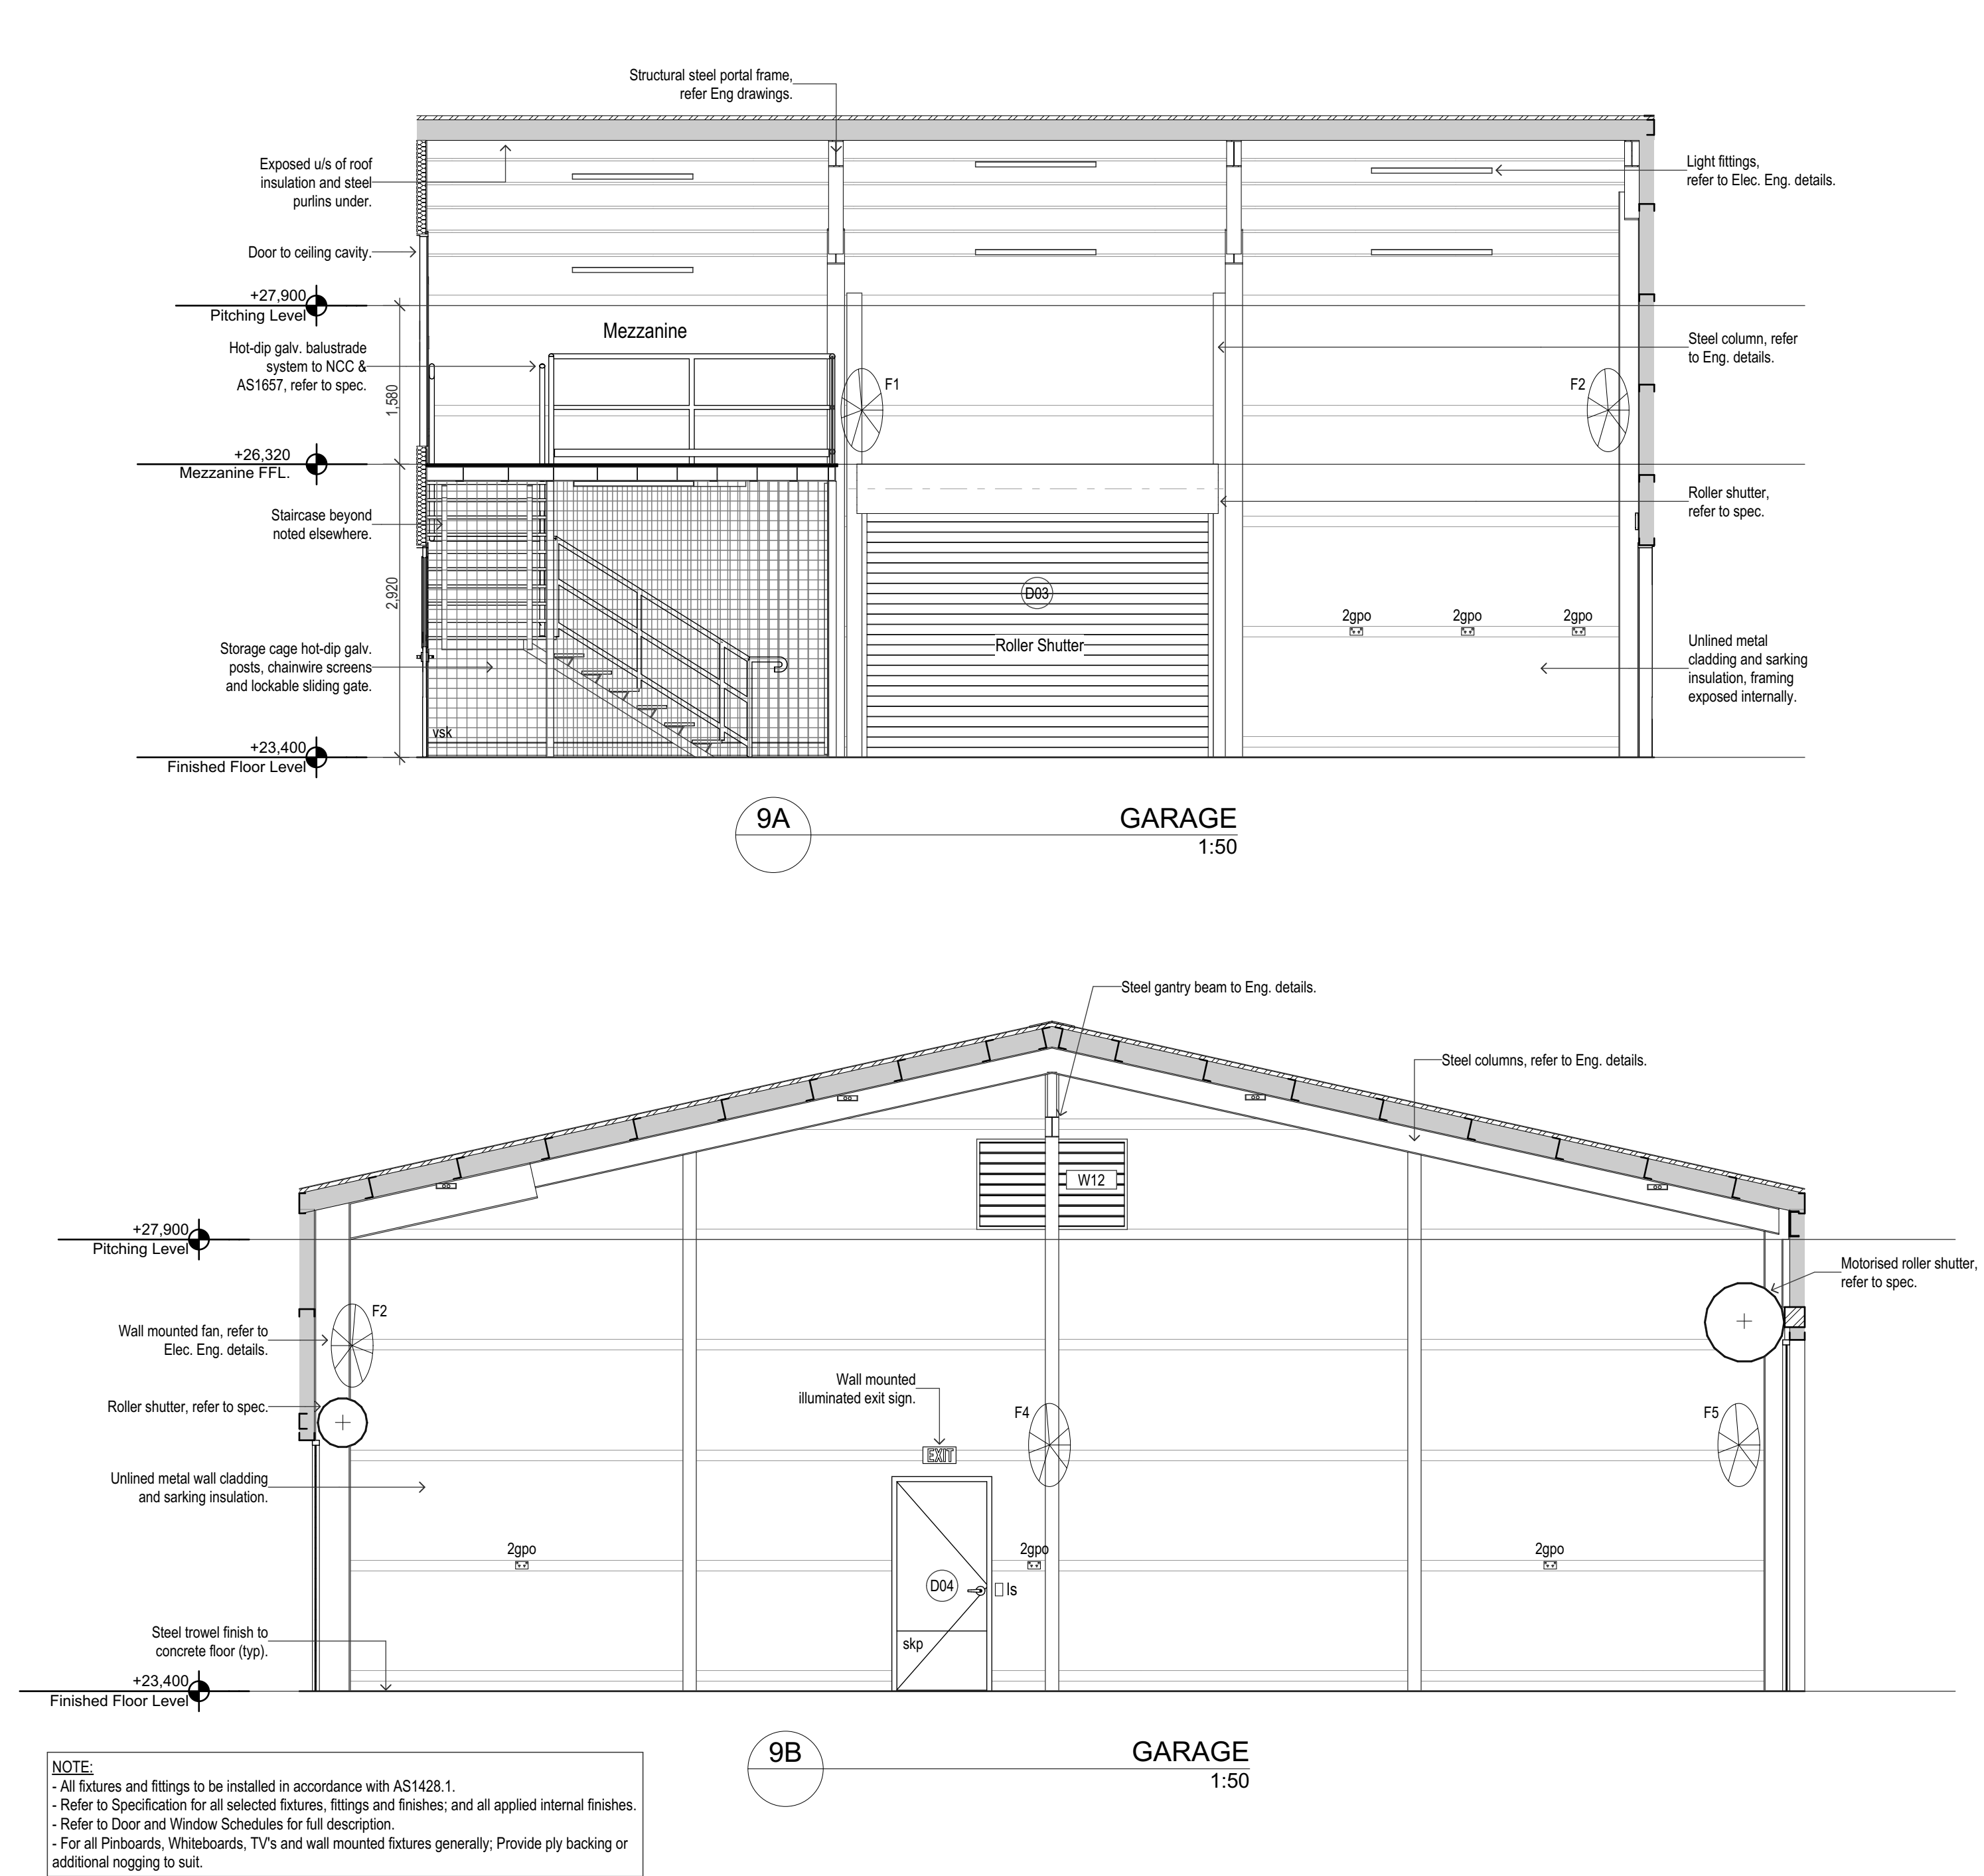 Structural steel portal frame,
refer Eng drawings.
Exposed u/s of roof
insulation and steel
purlins under.
Light fittings,
refer to Elec. Eng. details.
Door to ceiling cavity.
+27,900
Pitching Level
Mezzanine
Hot-dip galv. balustrade
system to NCC &
AS1657, refer to spec.
Steel column, refer
to Eng. details.
F1
F2
1,580
+26,320
Mezzanine FFL.
Roller shutter,
refer to spec.
Staircase beyond
noted elsewhere.
2,920
D03
Roller Shutter
2gpo
2gpo
2gpo
Storage cage hot-dip galv.
posts, chainwire screens
and lockable sliding gate.
Unlined metal
cladding and sarking
insulation, framing
exposed internally.
vsk
+23,400
Finished Floor Level
9A
GARAGE
1:50
Steel gantry beam to Eng. details.
Steel columns, refer to Eng. details.
W12
+27,900
Pitching Level
Motorised roller shutter,
refer to spec.
F2
Wall mounted fan, refer to
Elec. Eng. details.
Wall mounted
illuminated exit sign.
Roller shutter, refer to spec.
F4
F5
EXIT
Unlined metal wall cladding
and sarking insulation.
2gpo
2gpo
2gpo
D04
ls
skp
Steel trowel finish to
concrete floor (typ).
+23,400
Finished Floor Level
9B
GARAGE
1:50
NOTE:
- All fixtures and fittings to be installed in accordance with AS1428.1.
- Refer to Specification for all selected fixtures, fittings and finishes; and all applied internal finishes.
- Refer to Door and Window Schedules for full description.
- For all Pinboards, Whiteboards, TV's and wall mounted fixtures generally; Provide ply backing or
additional nogging to suit.